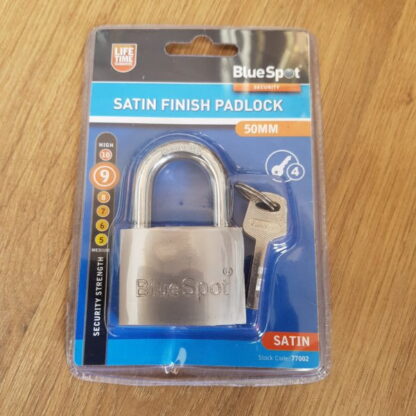 LIFE
TIME
BlueSpot
SECURITY
SATIN FINISH PADLOCK
50MM
HIGH
10
9
8
7
6
5
MEDIUM
SECURITY STRENGTH
4
BlueSpot
SATIN
Stock Code: 77002